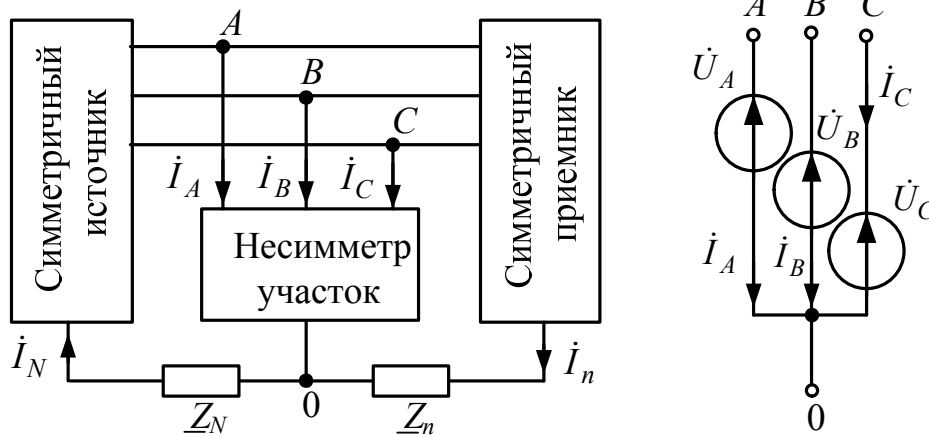 A
B
C
Симметричный
источник
Симметричный
приемник
İ_A
İ_B
İ_C
Несимметр
участок
İ_N
İ_n
Z_N
0
Z_n
A B C
U̇_A
İ_C
U̇_B
U̇_C
İ_A
İ_B
0